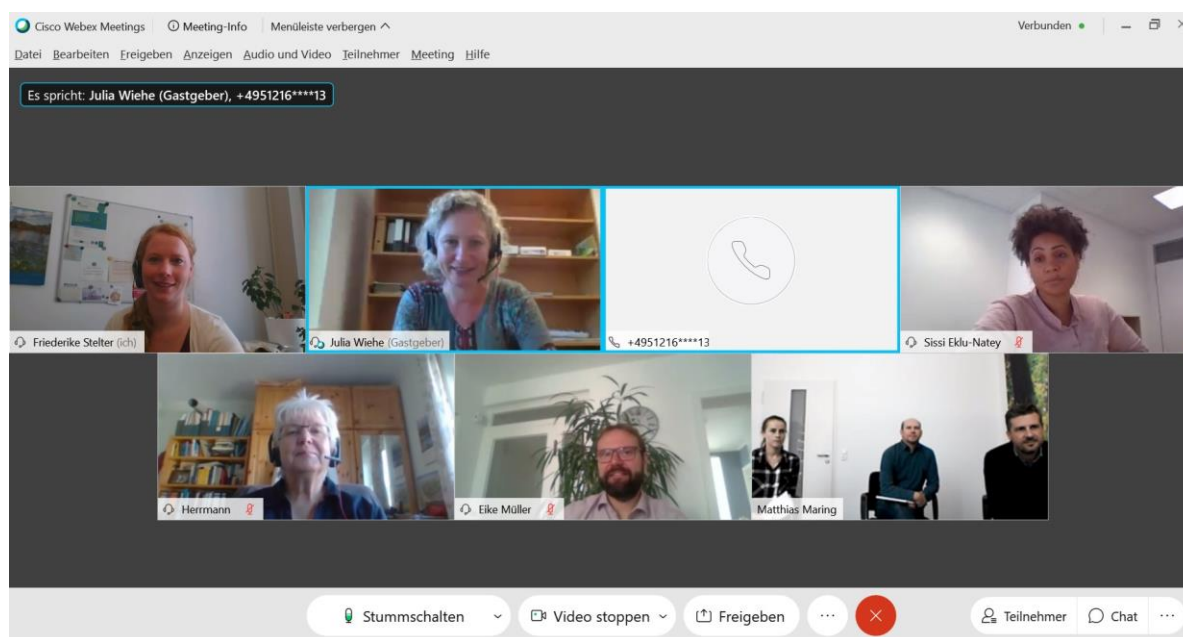 Cisco Webex Meetings Meeting-Info Menüleiste verbergen Verbunden
Datei Bearbeiten Freigeben Anzeigen Audio und Video Teilnehmer Meeting Hilfe
Es spricht: Julia Wiehe (Gastgeber), +4951216****13
Friederike Stelter (ich)
Julia Wiehe (Gastgeber)
+4951216****13
Sissi Eklu-Natey
Herrmann
Eike Müller
Matthias Maring
Stummschalten Video stoppen Freigeben ... Teilnehmer Chat ...